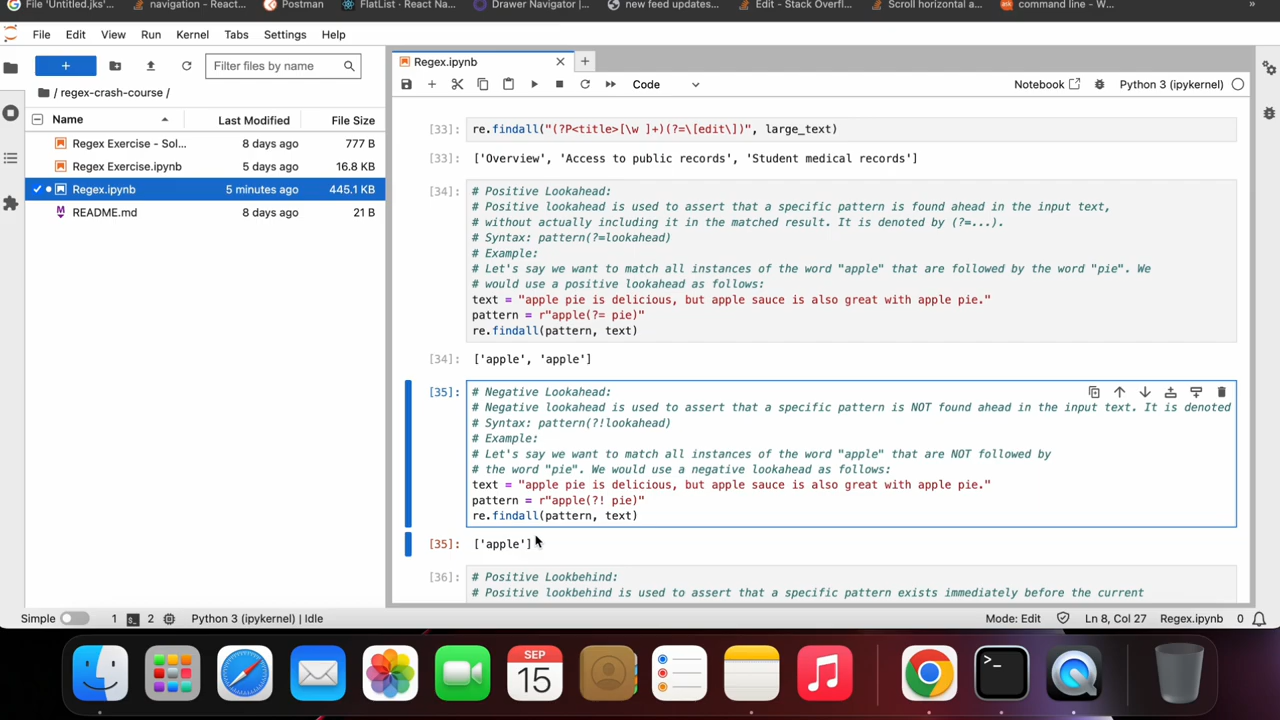 File 'Untitled.jks'...
navigation - React...
Postman
FlatList · React Na...
Drawer Navigator |...
new feed updates...
Edit - Stack Overfl...
Scroll horizontal a...
command line - W...
»
File Edit View Run Kernel Tabs Settings Help
Filter files by name
/ regex-crash-course /
Name Last Modified File Size
Regex Exercise - Sol... 8 days ago 777 B
Regex Exercise.ipynb 8 days ago 16.8 KB
Regex.ipynb 5 minutes ago 445.1 KB
README.md 8 days ago 21 B
Regex.ipynb
Code
Notebook
Python 3 (ipykernel)
[33]: re.findall("(?P<title>[\w ]+)(?=\[edit\])", large_text)
[33]: ['Overview', 'Access to public records', 'Student medical records']
[34]: # Positive Lookahead:
# Positive lookahead is used to assert that a specific pattern is found ahead in the input text,
# without actually including it in the matched result. It is denoted by (?=...).
# Syntax: pattern(?=lookahead)
# Example:
# Let's say we want to match all instances of the word "apple" that are followed by the word "pie". We
# would use a positive lookahead as follows:
text = "apple pie is delicious, but apple sauce is also great with apple pie."
pattern = r"apple(?= pie)"
re.findall(pattern, text)
[34]: ['apple', 'apple']
[35]: # Negative Lookahead:
# Negative lookahead is used to assert that a specific pattern is NOT found ahead in the input text. It is denoted
# Syntax: pattern(?!lookahead)
# Example:
# Let's say we want to match all instances of the word "apple" that are NOT followed by
# the word "pie". We would use a negative lookahead as follows:
text = "apple pie is delicious, but apple sauce is also great with apple pie."
pattern = r"apple(?! pie)"
re.findall(pattern, text)
[35]: ['apple']
[36]: # Positive Lookbehind:
# Positive lookbehind is used to assert that a specific pattern exists immediately before the current
Simple 1 2 Python 3 (ipykernel) | Idle Mode: Edit Ln 8, Col 27 Regex.ipynb 0
SEP
15